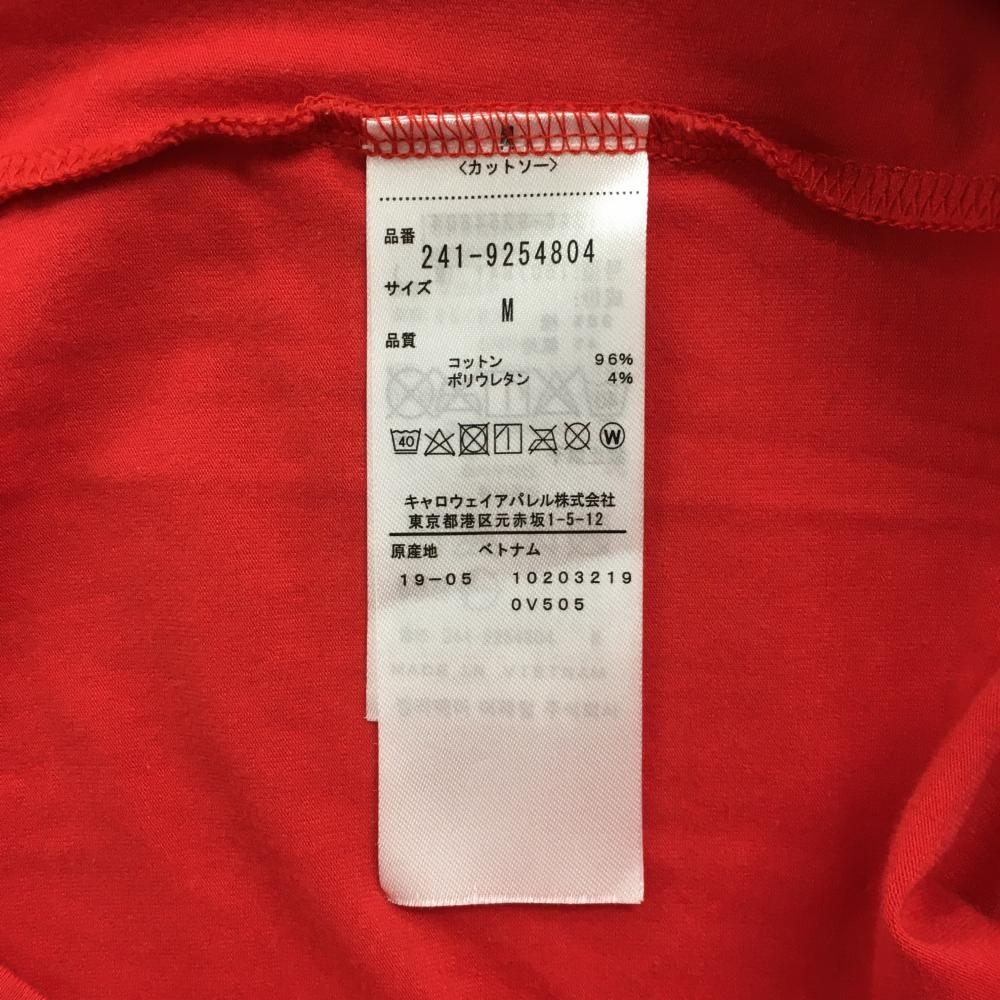 M
<カットソー>
品番
241-9254804
サイズ
M
品質
コットン 96%
ポリウレタン 4%
40 W
キャロウェイアパレル株式会社
東京都港区元赤坂1-5-12
原産地 ベトナム
19-05 10203219
0V505